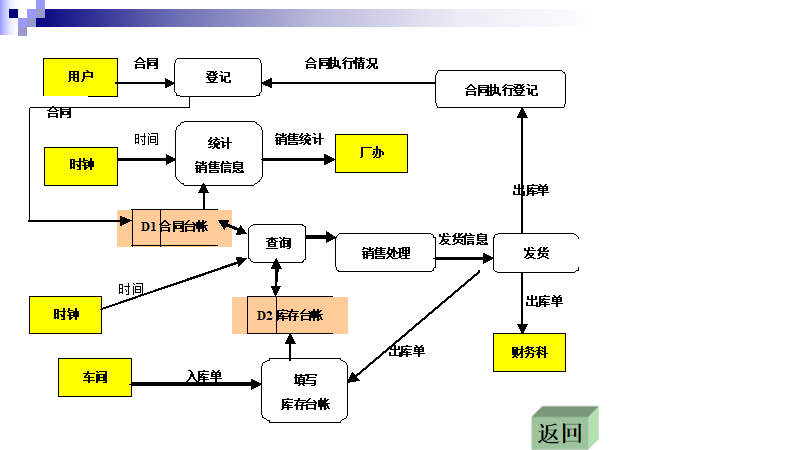 合同
合同执行情况
用户
登记
合同执行登记
合同
时间
统计
销售信息
销售统计
厂办
时钟
出库单
D1 合同台帐
查询
销售处理
发货信息
发货
时间
时钟
D2 库存台帐
出库单
出库单
财务科
车间
入库单
填写
库存台帐
返回